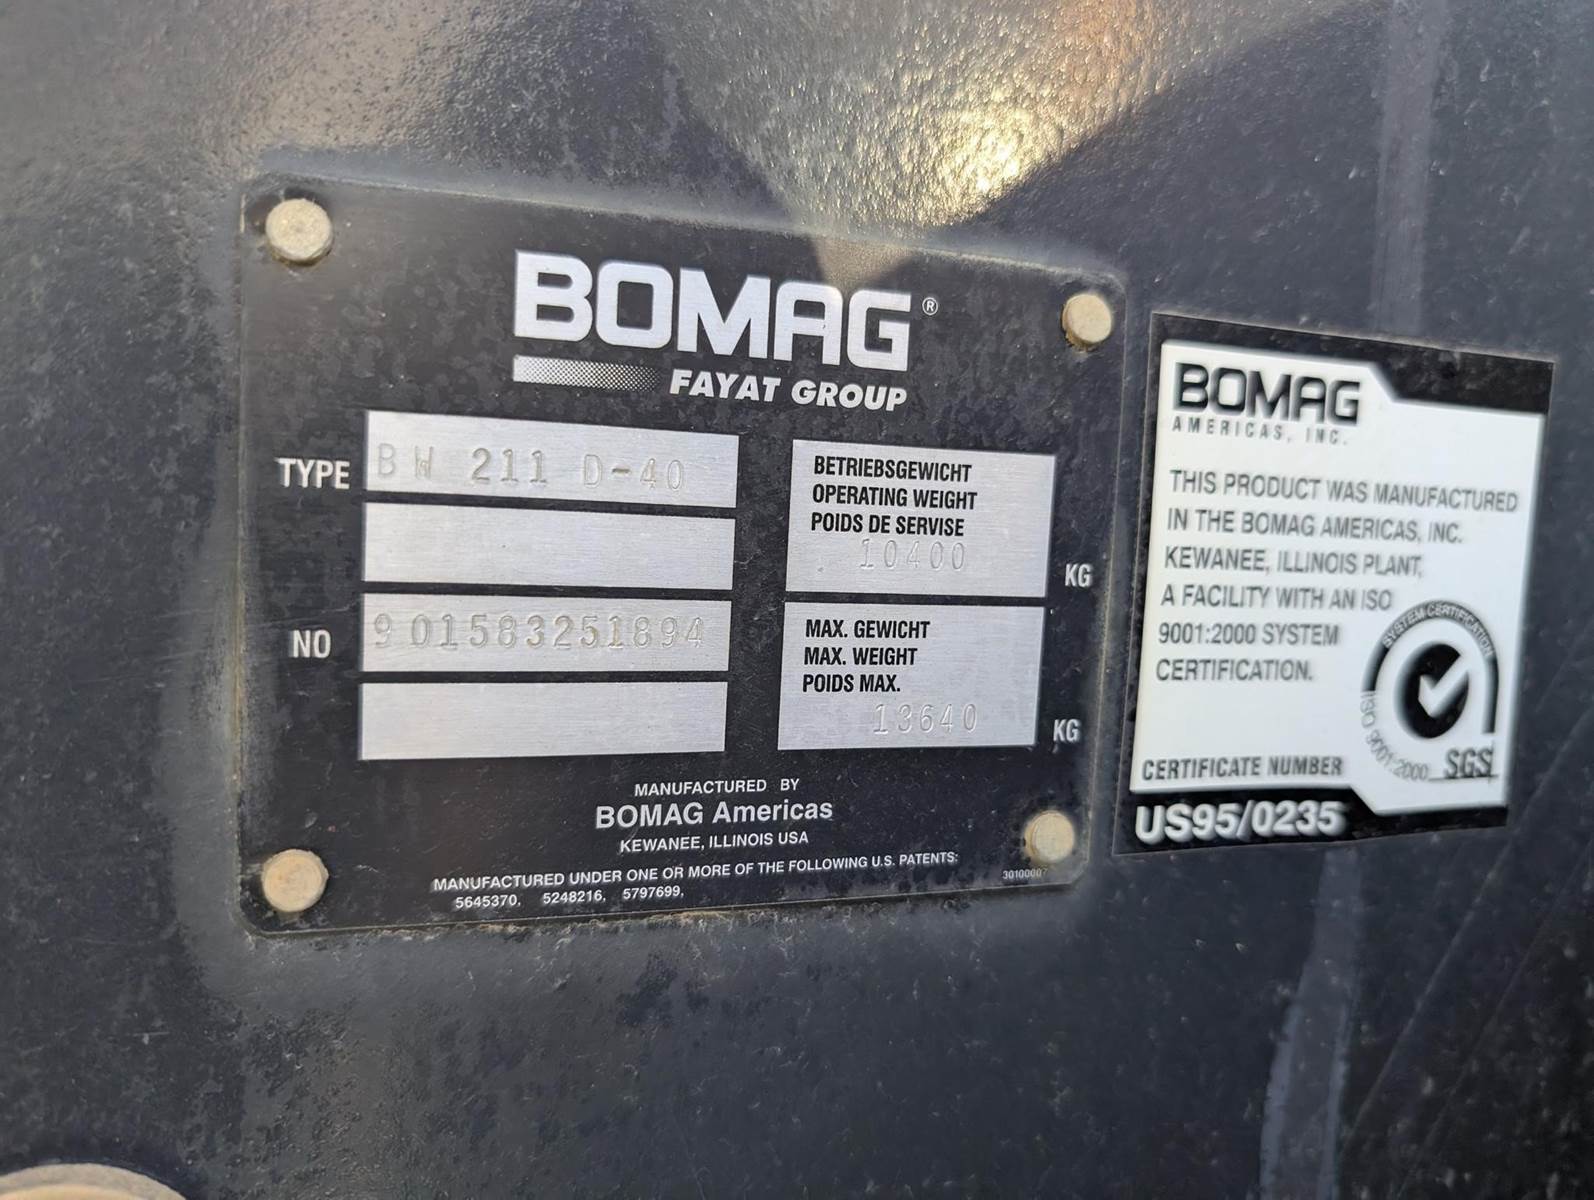 BOMAG®
FAYAT GROUP
TYPE BW 211 D-40
NO 901583251894
BETRIEBSGEWICHT
OPERATING WEIGHT
POIDS DE SERVISE
10400 KG
MAX. GEWICHT
MAX. WEIGHT
POIDS MAX.
13640 KG
MANUFACTURED BY
BOMAG Americas
KEWANEE, ILLINOIS USA
MANUFACTURED UNDER ONE OR MORE OF THE FOLLOWING U.S. PATENTS:
5645370, 5248216, 5797699,
30100007
BOMAG
AMERICAS, INC.
THIS PRODUCT WAS MANUFACTURED
IN THE BOMAG AMERICAS, INC.
KEWANEE, ILLINOIS PLANT,
A FACILITY WITH AN ISO
9001:2000 SYSTEM
CERTIFICATION.
SYSTEM CERTIFICATION
ISO 9001:2000
SGS
CERTIFICATE NUMBER
US95/0235